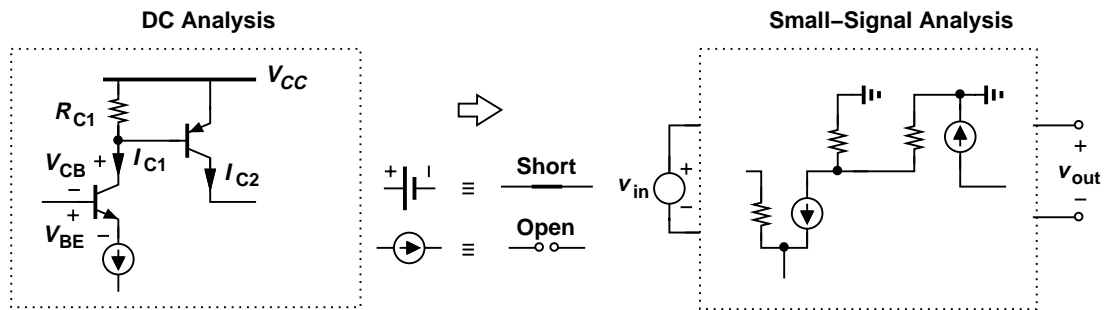 DC Analysis
Small–Signal Analysis
V_CC
R_C1
V_CB
+
I_C1
I_C2
−
+
V_BE
−
+
≡
Short
≡
Open
v_in
+
−
+
v_out
−